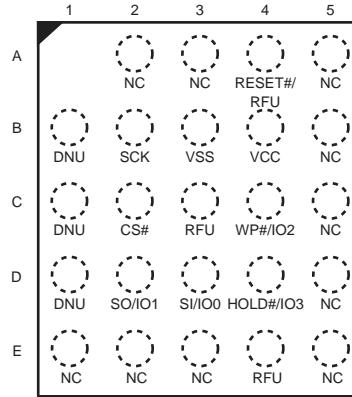 1 2 3 4 5
A
NC NC RESET#/ NC
RFU
B
DNU SCK VSS VCC NC
C
DNU CS# RFU WP#/IO2 NC
D
DNU SO/IO1 SI/IO0 HOLD#/IO3 NC
E
NC NC NC RFU NC